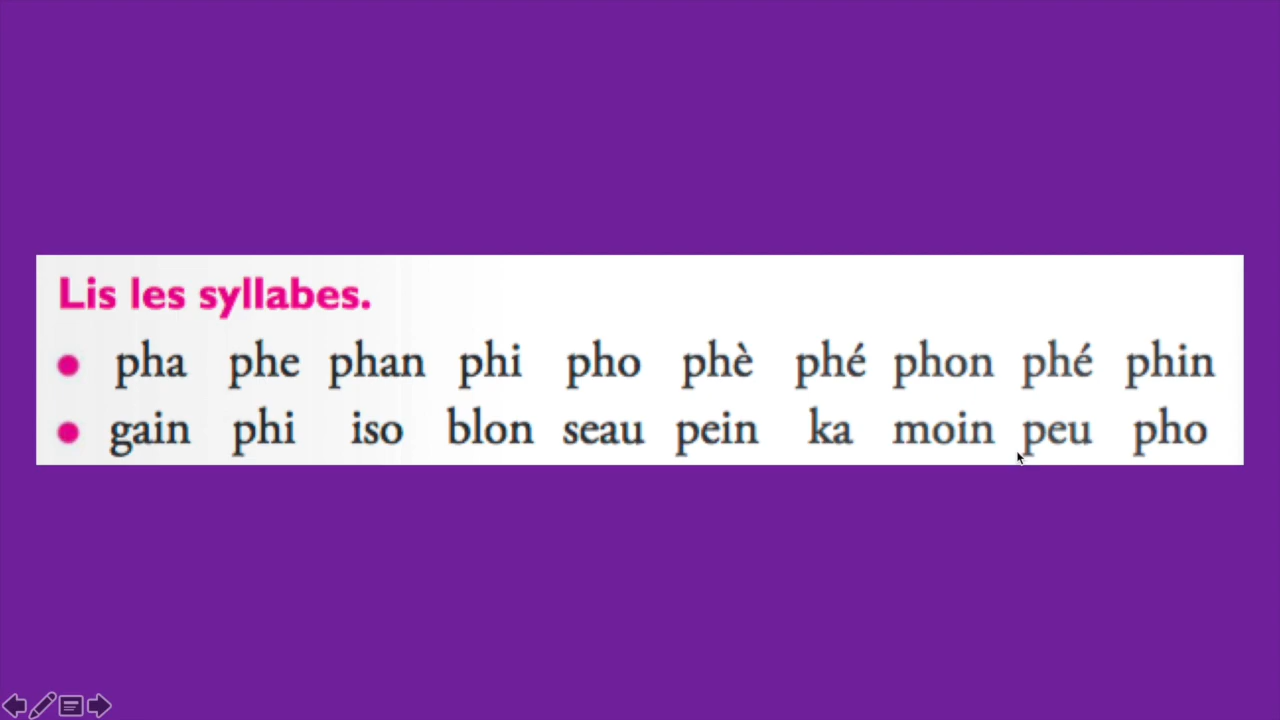 Lis les syllabes.
● pha phe phan phi pho phè phé phon phé phin
● gain phi iso blon seau pein ka moin peu pho